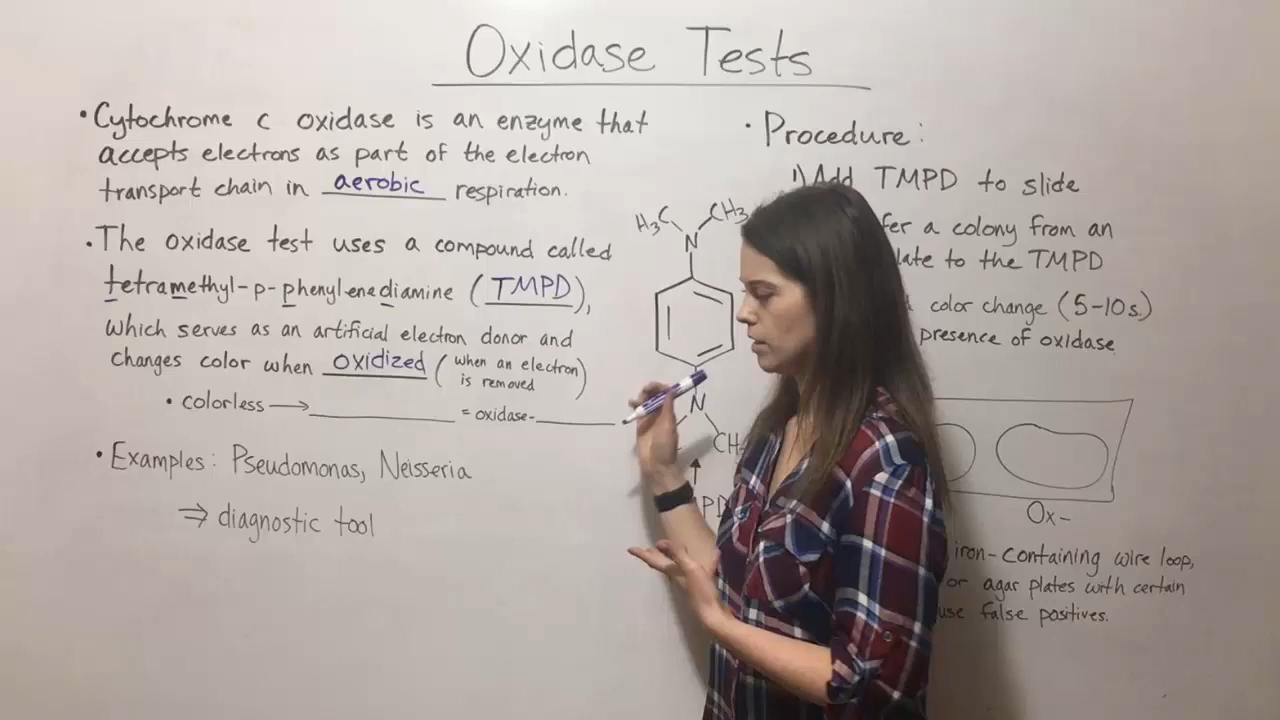 Oxidase Tests
• Cytochrome c oxidase is an enzyme that
accepts electrons as part of the electron
transport chain in aerobic respiration.
• The oxidase test uses a compound called
tetramethyl-p-phenylenediamine (TMPD),
which serves as an artificial electron donor and
changes color when oxidized (when an electron
is removed)
• colorless → ______ = oxidase-______
• Examples: Pseudomonas, Neisseria
⇒ diagnostic tool
H3C CH3
N
N
CH
PD
• Procedure:
1) Add TMPD to slide
fer a colony from an
late to the TMPD
color change (5-10s.)
presence of oxidase
Ox-
iron-containing wire loop,
or agar plates with certain
use false positives.